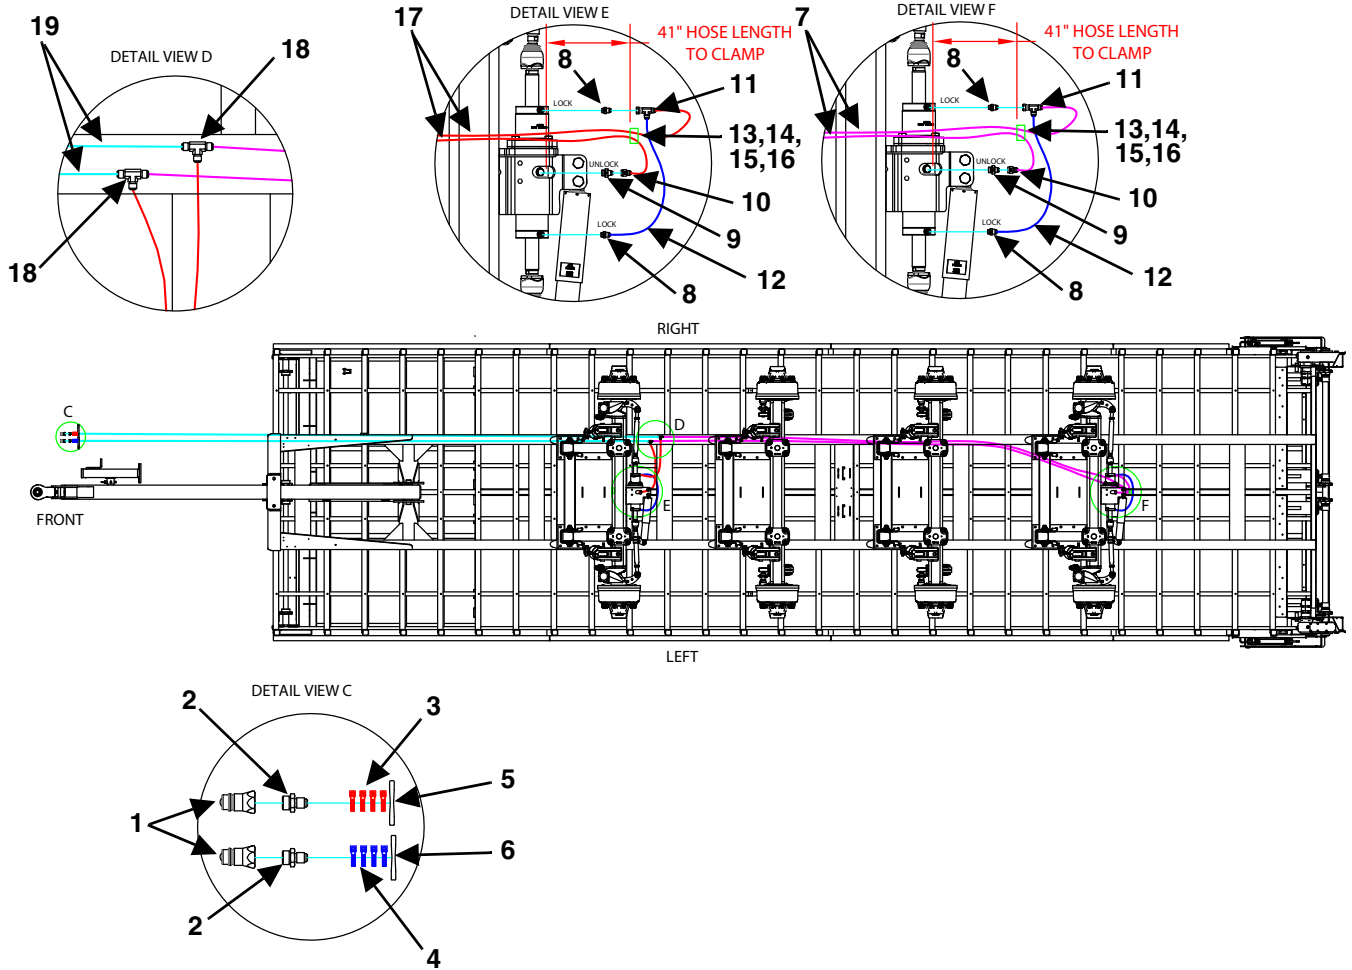 DETAIL VIEW D
19
18
18
DETAIL VIEW E
17
41" HOSE LENGTH
TO CLAMP
8
LOCK
11
13,14,
15,16
UNLOCK
10
9
LOCK
12
8
DETAIL VIEW F
7
41" HOSE LENGTH
TO CLAMP
8
LOCK
11
13,14,
15,16
UNLOCK
10
9
LOCK
12
8
RIGHT
C
D
E
F
FRONT
LEFT
DETAIL VIEW C
2
3
5
1
6
2
4